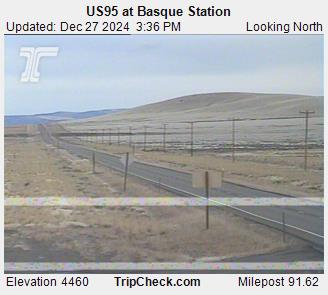 US95 at Basque Station
Updated: Dec 27 2024 3:36 PM Looking North
Elevation 4460 TripCheck.com Milepost 91.62